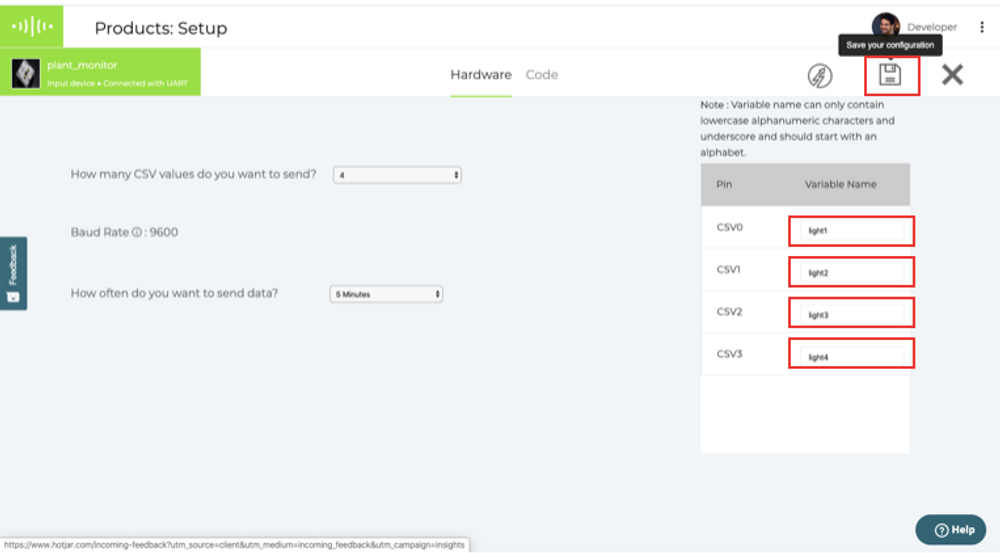 Products: Setup
Developer
Save your configuration
plant_monitor
Input device • Connected with UART
Hardware
Code
Note : Variable name can only contain
lowercase alphanumeric characters and
underscore and should start with an
alphabet.
How many CSV values do you want to send?
4
Pin
Variable Name
Baud Rate ⓘ : 9600
CSV0
light1
CSV1
light2
How often do you want to send data?
5 Minutes
CSV2
light3
CSV3
light4
Feedback
Help
https://www.hotjar.com/incoming-feedback?utm_source=client&utm_medium=incoming_feedback&utm_campaign=insights